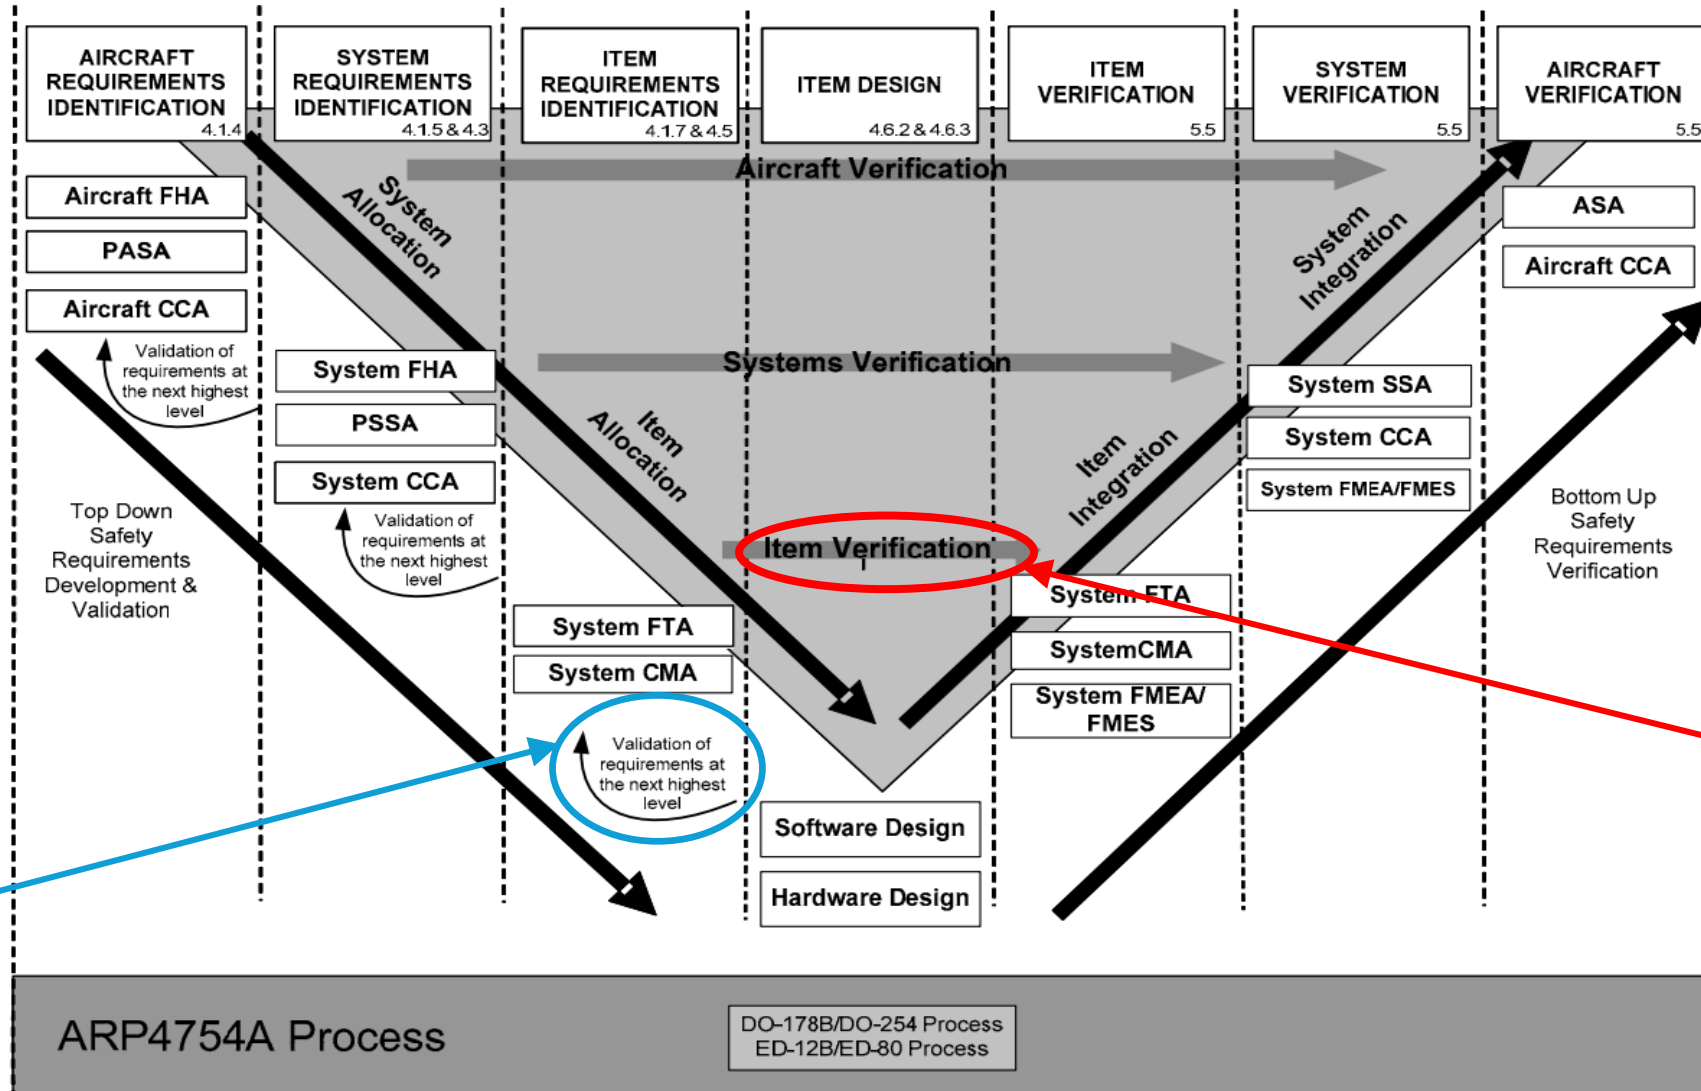 AIRCRAFT
REQUIREMENTS
IDENTIFICATION
4.1.4
SYSTEM
REQUIREMENTS
IDENTIFICATION
4.1.5 & 4.3
ITEM
REQUIREMENTS
IDENTIFICATION
4.1.7 & 4.5
ITEM DESIGN
4.6.2 & 4.6.3
ITEM
VERIFICATION
5.5
SYSTEM
VERIFICATION
5.5
AIRCRAFT
VERIFICATION
5.5
Aircraft Verification
Aircraft FHA
PASA
Aircraft CCA
Validation of
requirements at
the next highest
level
System
Allocation
System
Integration
ASA
Aircraft CCA
Systems Verification
System FHA
PSSA
System CCA
Validation of
requirements at
the next highest
level
Item
Allocation
Item
Integration
System SSA
System CCA
System FMEA/FMES
Top Down
Safety
Requirements
Development &
Validation
Bottom Up
Safety
Requirements
Verification
Item Verification
System FTA
System CMA
Validation of
requirements at
the next highest
level
System FTA
SystemCMA
System FMEA/
FMES
Software Design
Hardware Design
ARP4754A Process
DO-178B/DO-254 Process
ED-12B/ED-80 Process